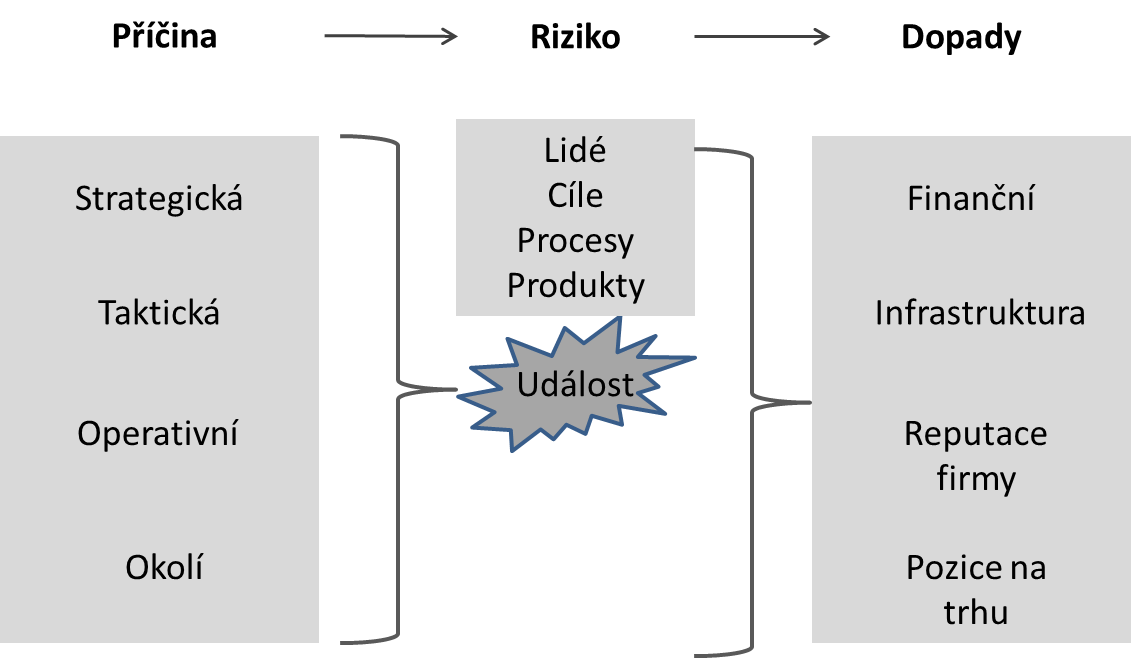 Příčina
Riziko
Dopady
Strategická
Taktická
Operativní
Okolí
Lidé
Cíle
Procesy
Produkty
Událost
Finanční
Infrastruktura
Reputace
firmy
Pozice na
trhu